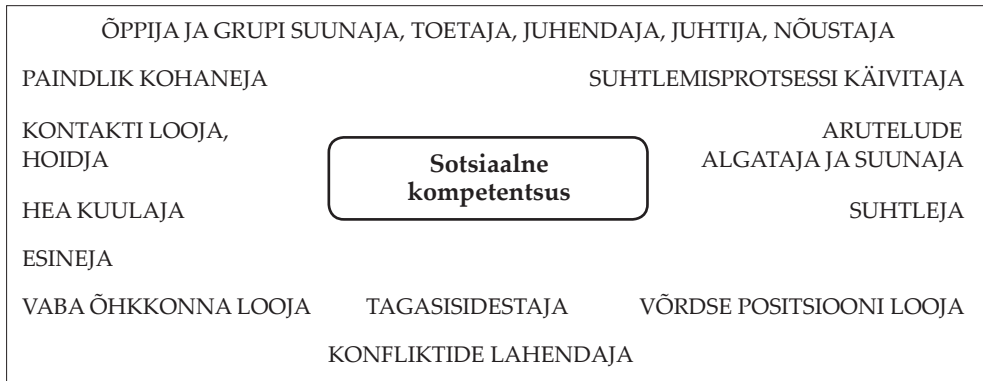 ÕPPIJA JA GRUPI SUUNAJA, TOETAJA, JUHENDAJA, JUHTIJA, NÕUSTAJA
PAINDLIK KOHANEJA
SUHTLEMISPROTSESSI KÄIVITAJA
KONTAKTI LOOJA,
HOIDJA
Sotsiaalne
kompetentsus
ARUTELUDE
ALGATAJA JA SUUNAJA
HEA KUULAJA
SUHTLEJA
ESINEJA
VABA ÕHKKONNA LOOJA
TAGASISIDESTAJA
VÕRDSE POSITSIOONI LOOJA
KONFLIKTIDE LAHENDAJA